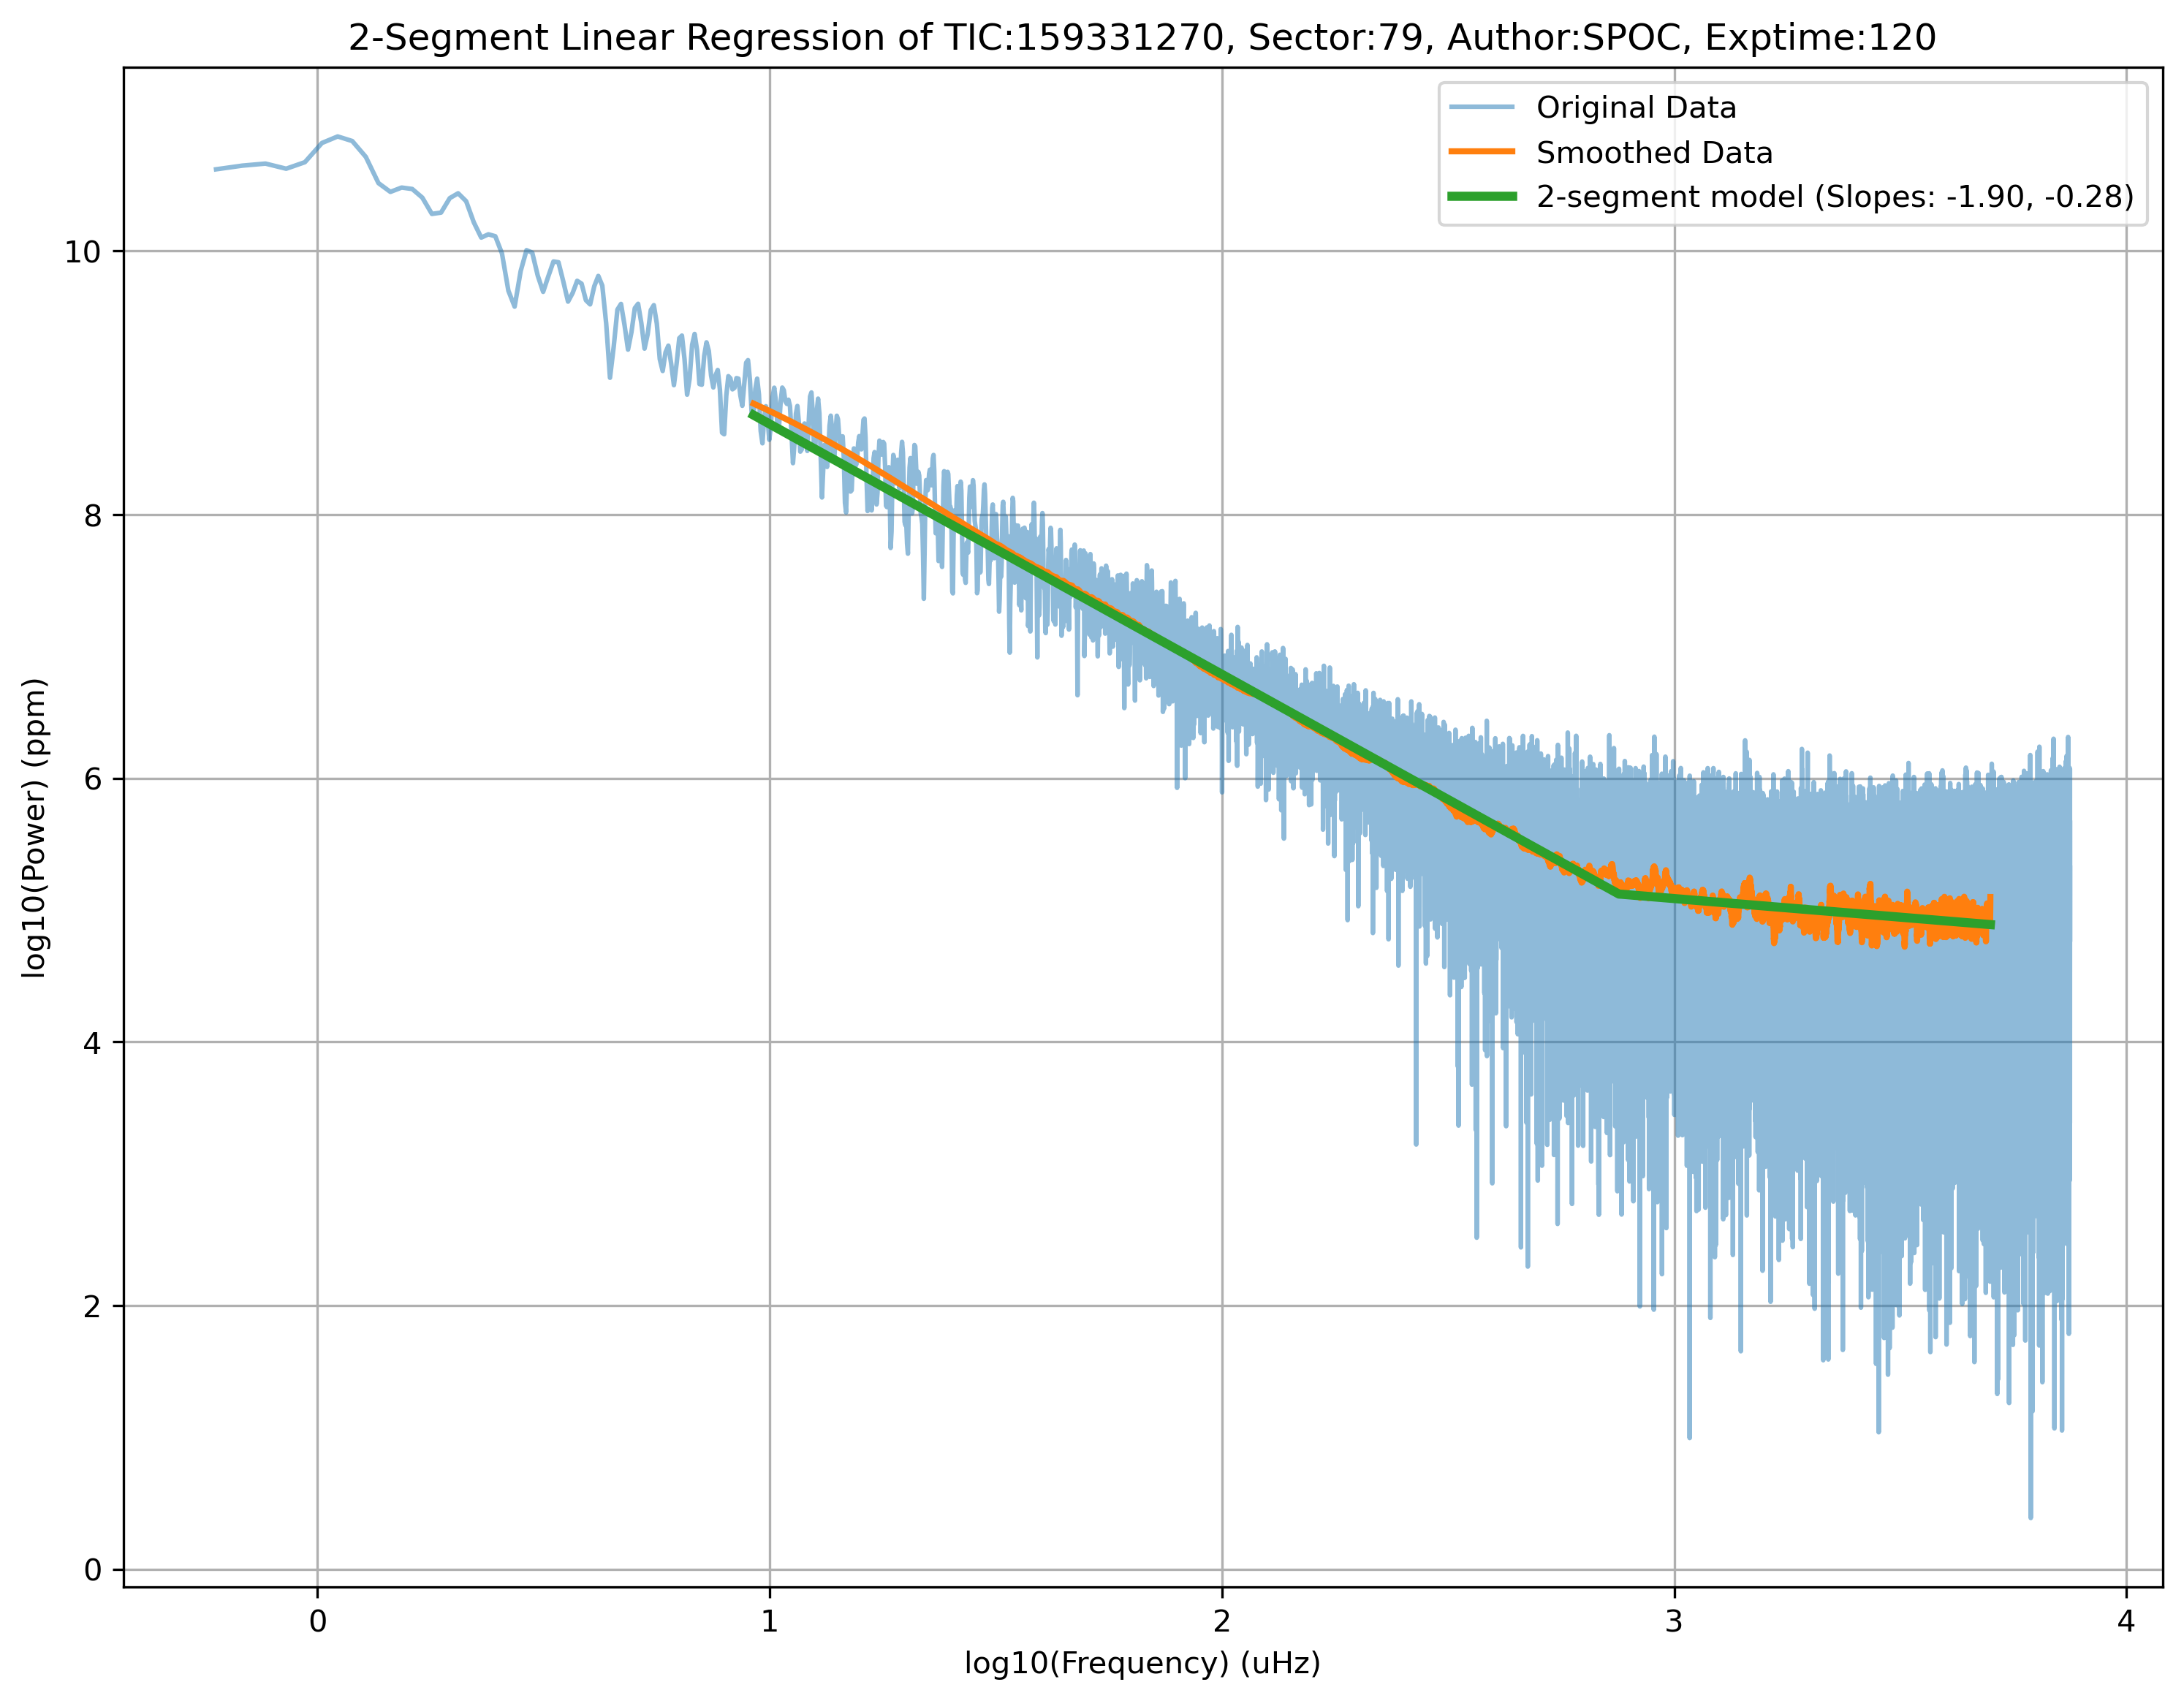 2-Segment Linear Regression of TIC:159331270, Sector:79, Author:SPOC, Exptime:120
Original Data
Smoothed Data
2-segment model (Slopes: -1.90, -0.28)
log10(Power) (ppm)
10
8
6
4
2
0
0 1 2 3 4
log10(Frequency) (uHz)